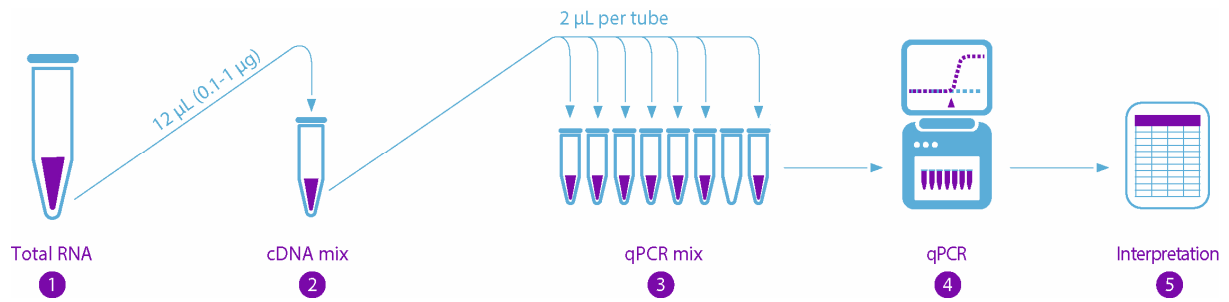 2 µL per tube
12 µL (0.1-1 µg)
Total RNA
cDNA mix
qPCR mix
qPCR
Interpretation
1
2
3
4
5